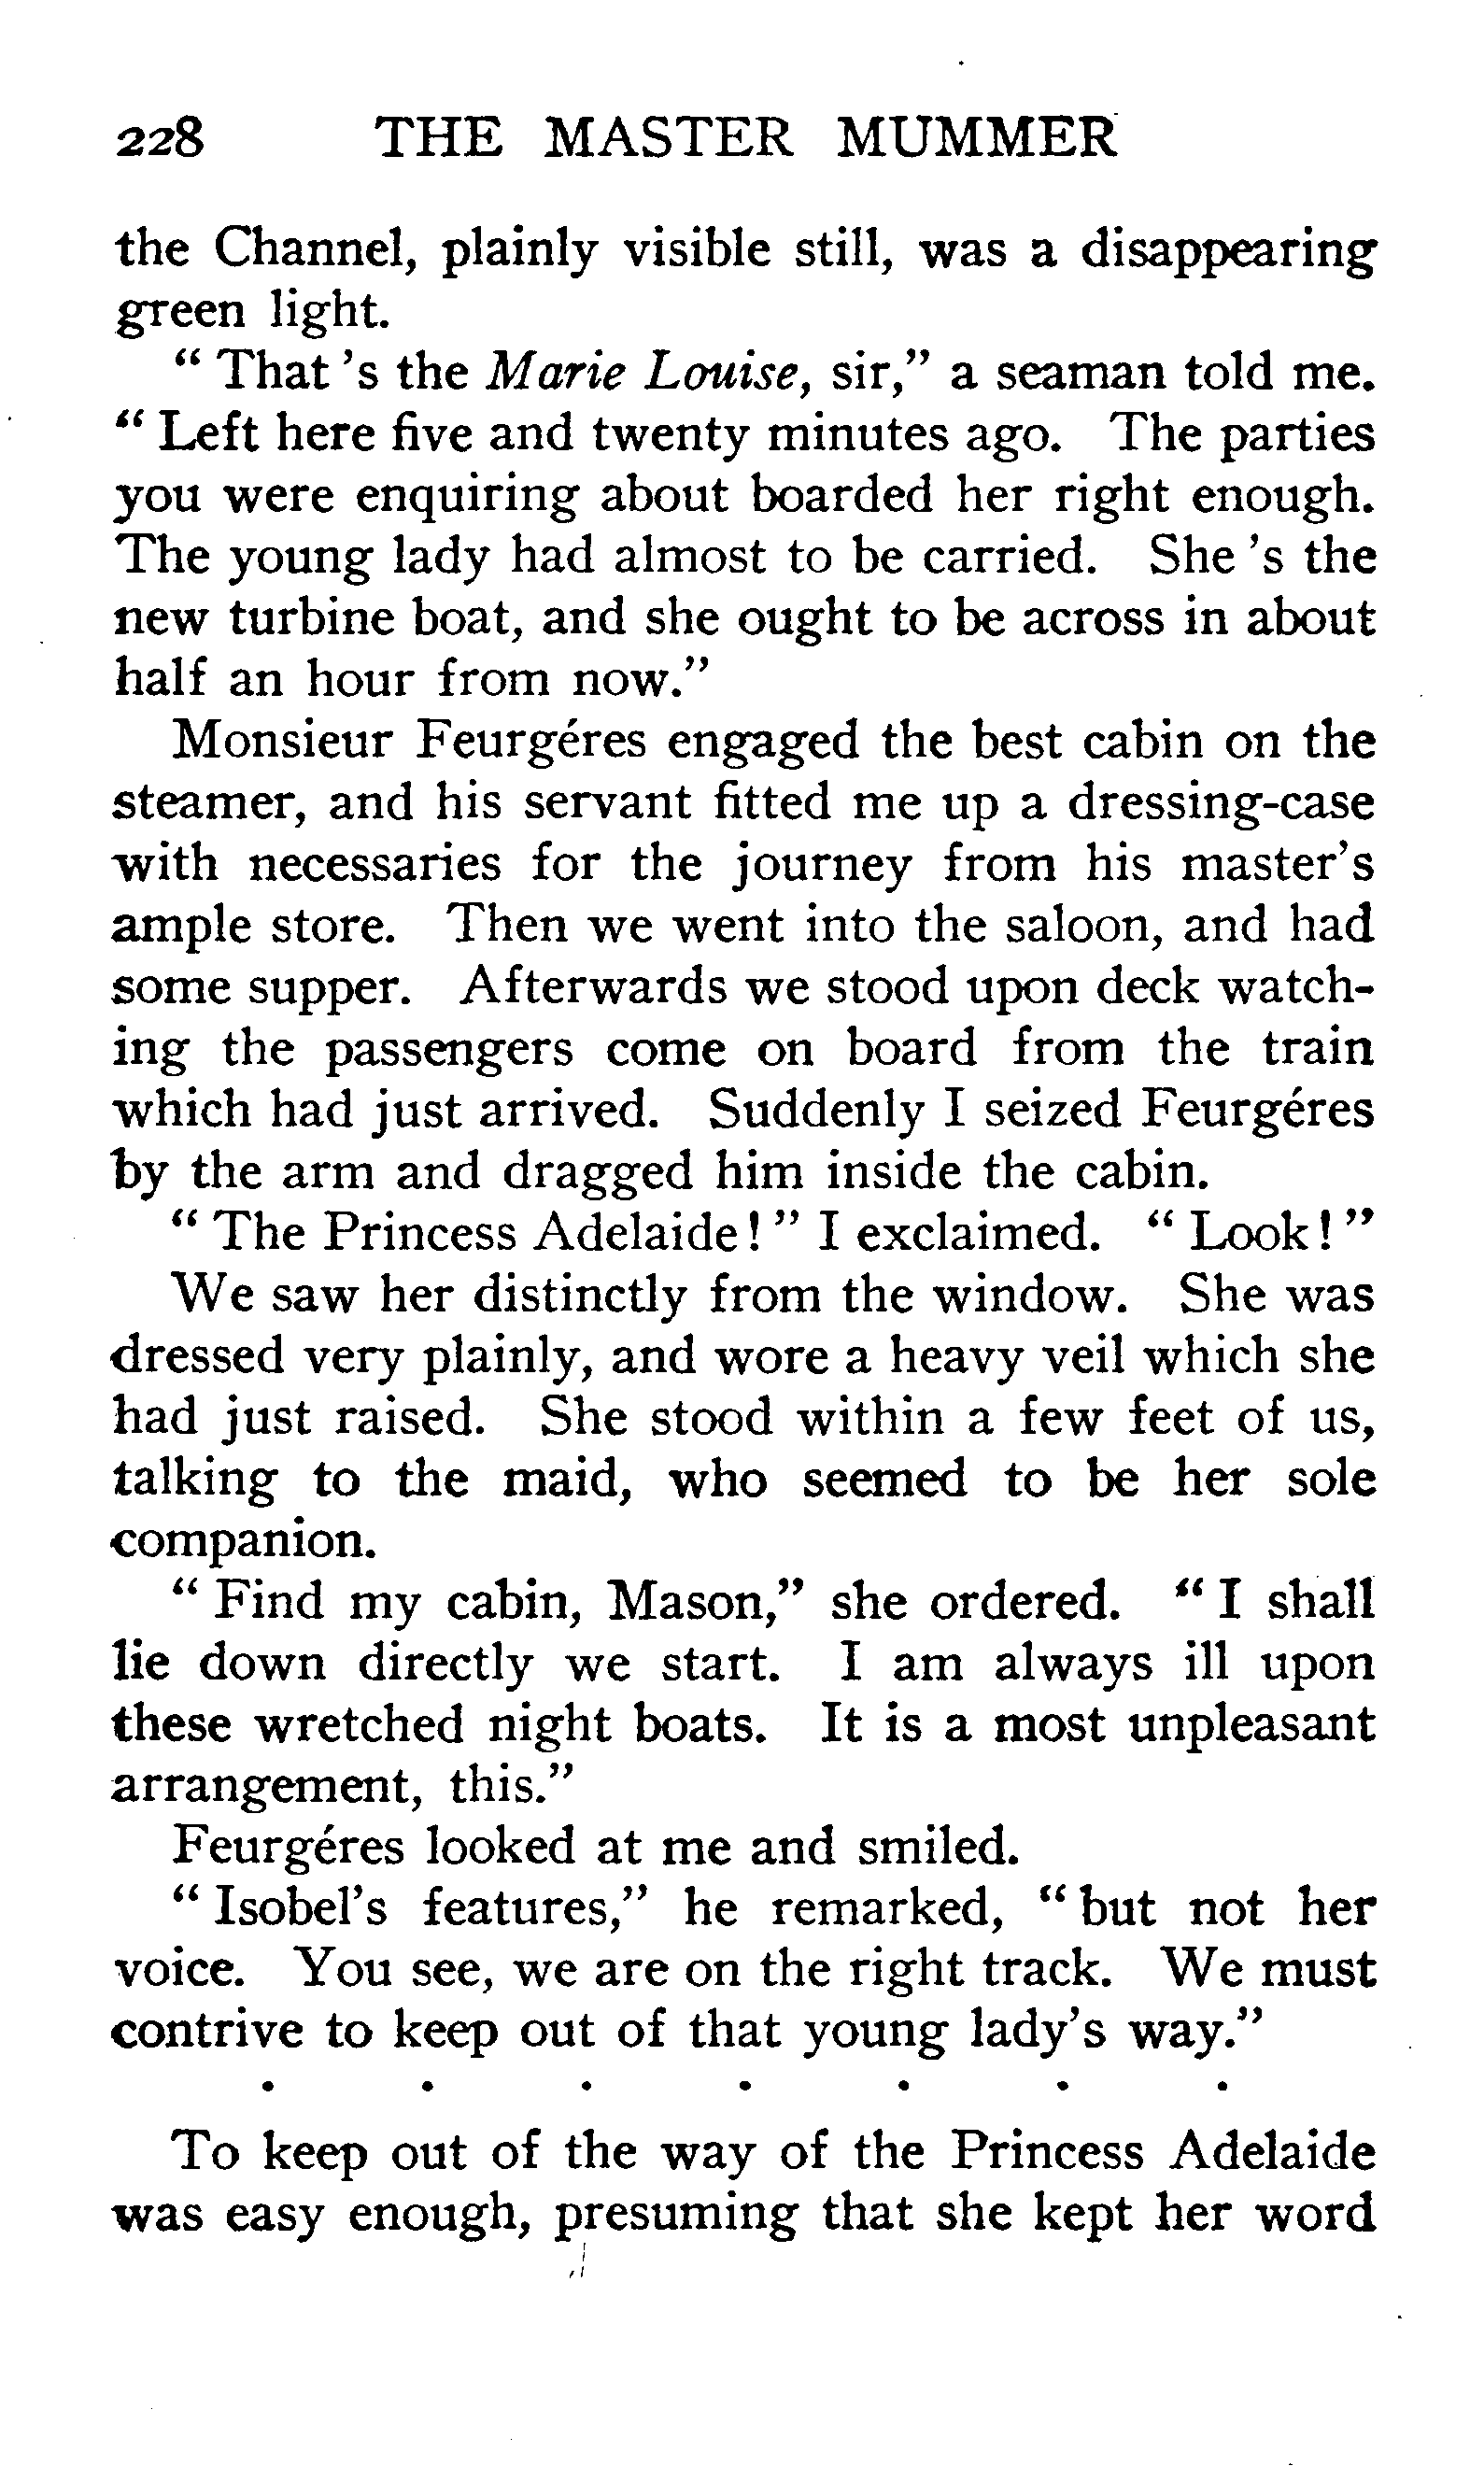 228 THE MASTER MUMMER
the Channel, plainly visible still, was a disappearing
green light.
" That 's the Marie Louise, sir," a seaman told me.
" Left here five and twenty minutes ago. The parties
you were enquiring about boarded her right enough.
The young lady had almost to be carried. She 's the
new turbine boat, and she ought to be across in about
half an hour from now."
Monsieur Feurgéres engaged the best cabin on the
steamer, and his servant fitted me up a dressing-case
with necessaries for the journey from his master's
ample store. Then we went into the saloon, and had
some supper. Afterwards we stood upon deck watch-
ing the passengers come on board from the train
which had just arrived. Suddenly I seized Feurgéres
by the arm and dragged him inside the cabin.
" The Princess Adelaide! " I exclaimed. " Look! "
We saw her distinctly from the window. She was
dressed very plainly, and wore a heavy veil which she
had just raised. She stood within a few feet of us,
talking to the maid, who seemed to be her sole
companion.
" Find my cabin, Mason," she ordered. " I shall
lie down directly we start. I am always ill upon
these wretched night boats. It is a most unpleasant
arrangement, this."
Feurgéres looked at me and smiled.
" Isobel's features," he remarked, " but not her
voice. You see, we are on the right track. We must
contrive to keep out of that young lady's way."
. . . . . . .
To keep out of the way of the Princess Adelaide
was easy enough, presuming that she kept her word